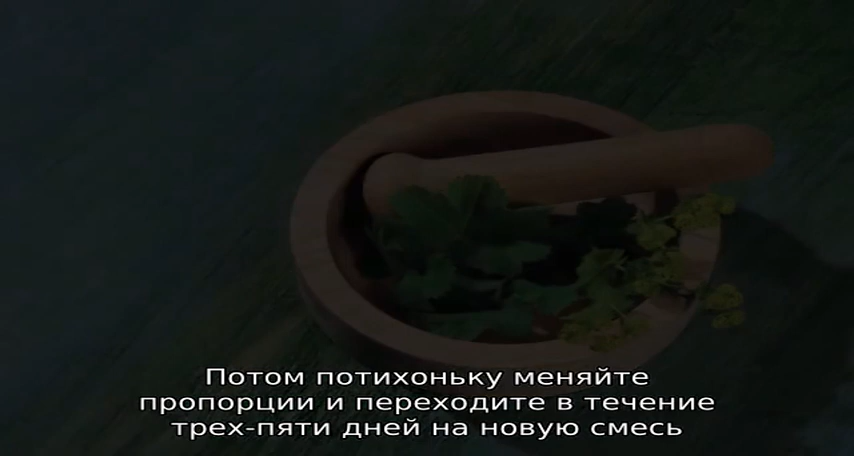 Потом потихоньку меняйте
пропорции и переходите в течение
трех-пяти дней на новую смесь